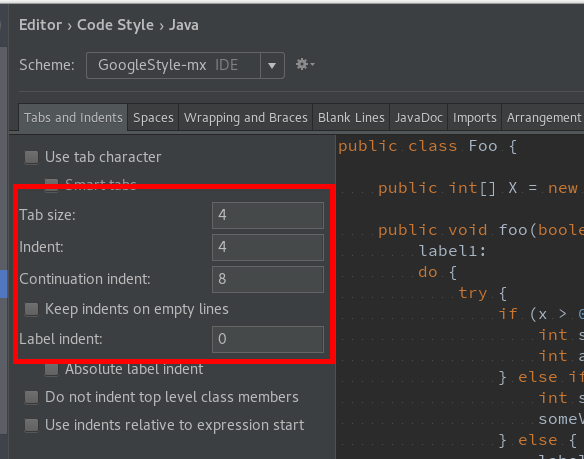 Editor › Code Style › Java
Scheme: GoogleStyle-mx IDE
Tabs and Indents Spaces Wrapping and Braces Blank Lines JavaDoc Imports Arrangement
Use tab character
Smart tabs
Tab size: 4
Indent: 4
Continuation indent: 8
Keep indents on empty lines
Label indent: 0
Absolute label indent
Do not indent top level class members
Use indents relative to expression start
public class Foo {
public int[] X = new
public void foo(boole
label1:
do {
try {
if (x > 0
int s
int a
} else if
int s
someV
} else {
label